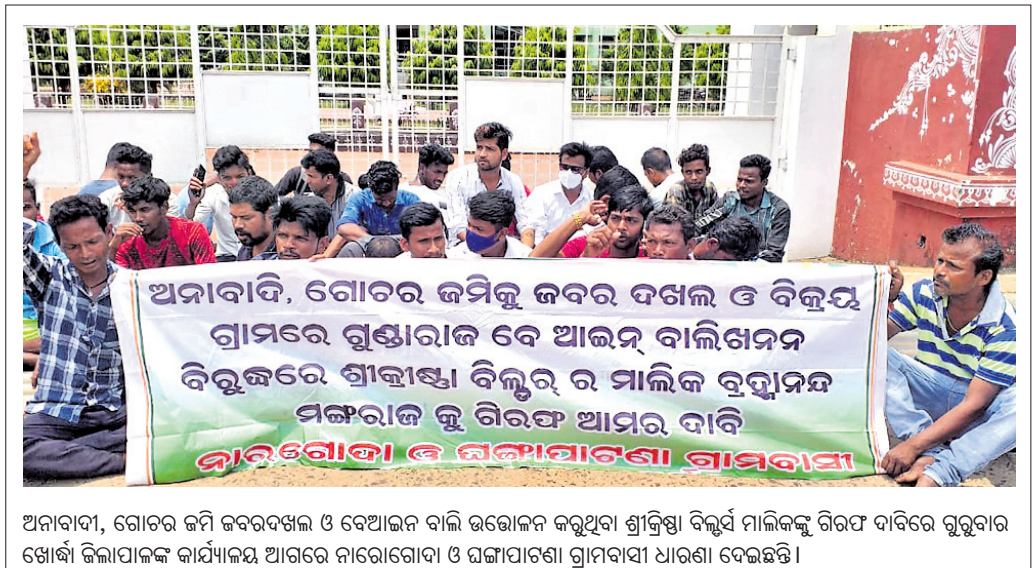 ଅନାବାଦି, ଗୋଚର ଜମିକୁ ଜବର ଦଖଲ ଓ ବିକ୍ରୟ
ଗ୍ରାମରେ ଗୁଣ୍ଡାରାଜ ବେ ଆଇନ୍ ବାଲିଖନନ
ବିରୁଦ୍ଧରେ ଶ୍ରୀକ୍ରୀଷ୍ଣା ବିଲ୍ଡର୍ ର ମାଲିକ ବ୍ରହ୍ମାନନ୍ଦ
ମଙ୍ଗରାଜ କୁ ଗିରଫ ଆମର ଦାବି
ନାରଗୋଦା ଓ ଘଙ୍ଗାପାଟଣା ଗ୍ରାମବାସୀ
ଅନାବାଦୀ, ଗୋଚର ଜମି ଜବରଦଖଲ ଓ ବେଆଇନ ବାଲି ଉତ୍ତୋଳନ କରୁଥିବା ଶ୍ରୀକ୍ରିଷ୍ଣା ବିଲ୍ଡର୍ସ ମାଲିକଙ୍କୁ ଗିରଫ ଦାବିରେ ଗୁରୁବାର
ଖୋର୍ଦ୍ଧା ଜିଲାପାଳଙ୍କ କାର୍ଯ୍ୟାଳୟ ଆଗରେ ନାରୋଗୋଦା ଓ ଘଙ୍ଗାପାଟଣା ଗ୍ରାମବାସୀ ଧାରଣା ଦେଇଛନ୍ତି।